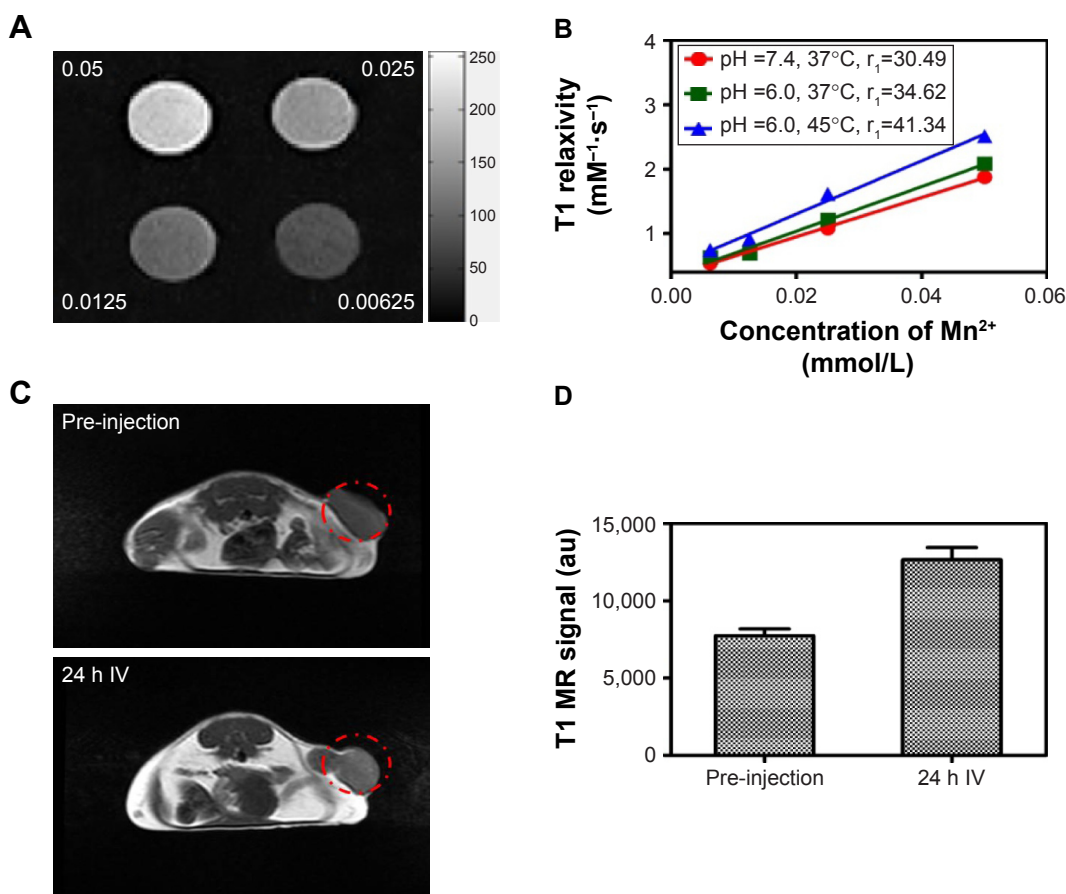 A
0.05
0.025
0.0125
0.00625
250
200
150
100
50
0
B
T1 relaxivity
(mM⁻¹·s⁻¹)
4
3
2
1
pH =7.4, 37°C, r₁=30.49
pH =6.0, 37°C, r₁=34.62
pH =6.0, 45°C, r₁=41.34
0.00
0.02
0.04
0.06
Concentration of Mn²⁺
(mmol/L)
C
Pre-injection
24 h IV
D
T1 MR signal (au)
15,000
10,000
5,000
0
Pre-injection
24 h IV